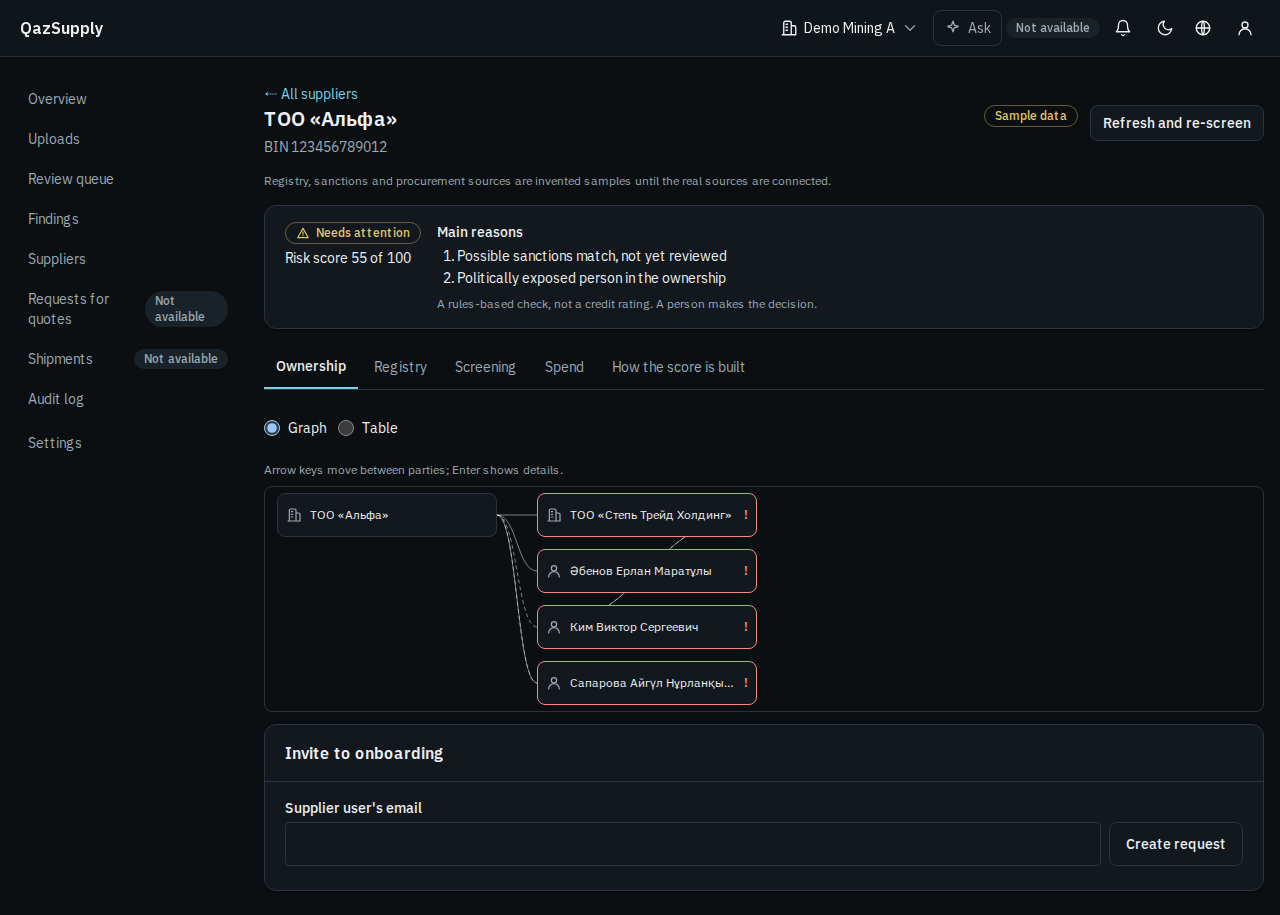 QazSupply
Demo Mining A
Ask
Not available
Overview
Uploads
Review queue
Findings
Suppliers
Requests for quotes
Not available
Shipments
Not available
Audit log
Settings
← All suppliers
ТОО «Альфа»
BIN 123456789012
Sample data
Refresh and re-screen
Registry, sanctions and procurement sources are invented samples until the real sources are connected.
Needs attention
Risk score 55 of 100
Main reasons
1. Possible sanctions match, not yet reviewed
2. Politically exposed person in the ownership
A rules-based check, not a credit rating. A person makes the decision.
Ownership
Registry
Screening
Spend
How the score is built
Graph
Table
Arrow keys move between parties; Enter shows details.
ТОО «Альфа»
ТОО «Степь Трейд Холдинг» !
Әбенов Ерлан Маратұлы !
Ким Виктор Сергеевич !
Сапарова Айгүл Нұрланқы... !
Invite to onboarding
Supplier user's email
Create request